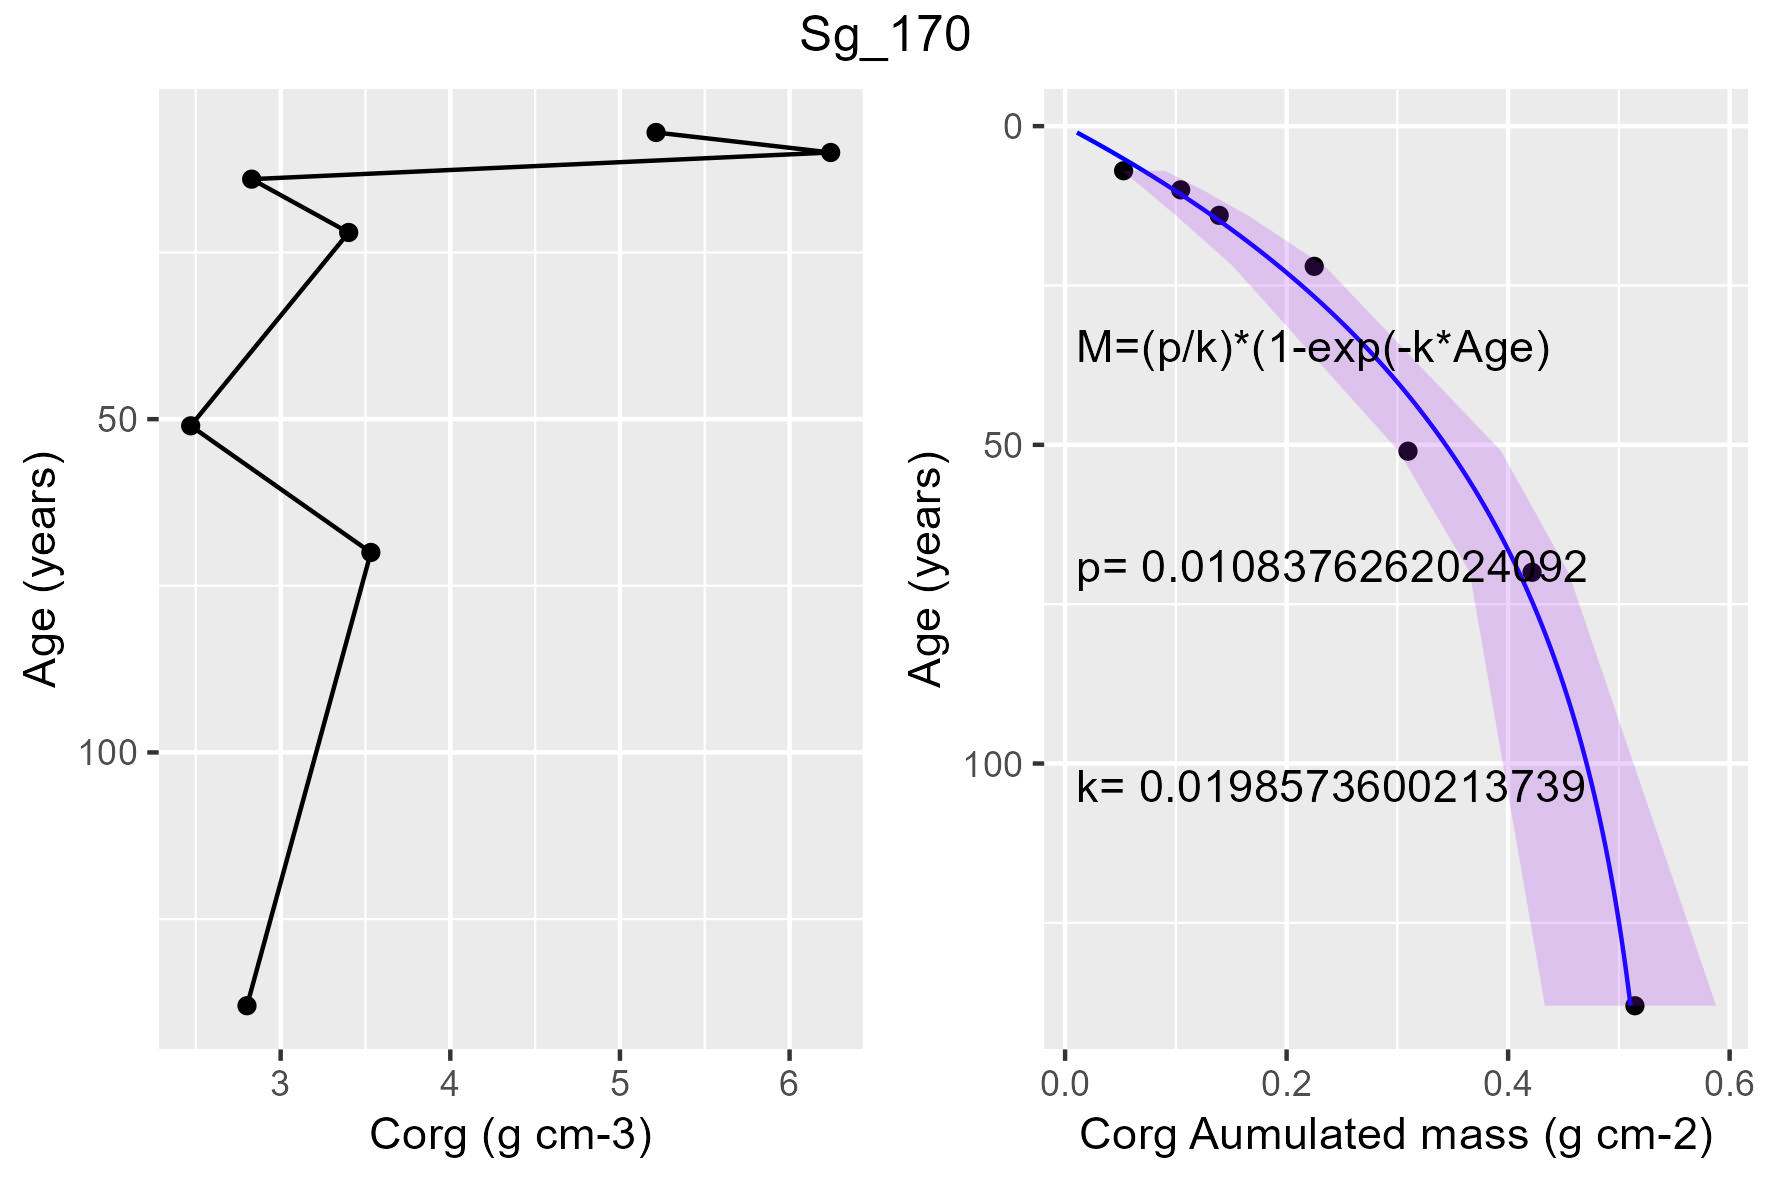 Sg_170
50
100
Age (years)
3 4 5 6
Corg (g cm-3)
0
50
100
Age (years)
M=(p/k)*(1-exp(-k*Age)
p= 0.0108376262024092
k= 0.0198573600213739
0.0 0.2 0.4 0.6
Corg Aumulated mass (g cm-2)